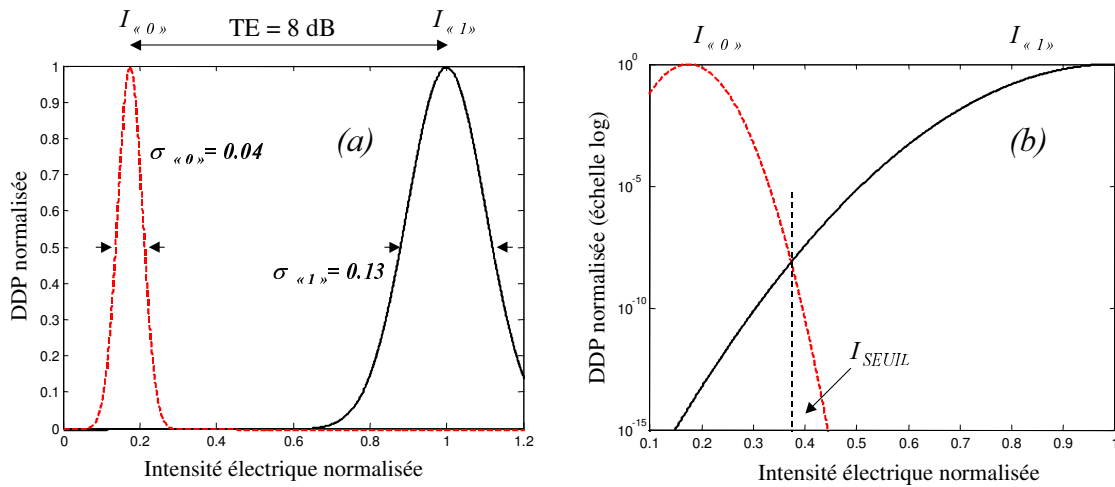 I « 0 »
TE = 8 dB
I « 1 »
DDP normalisée
1
0.9
0.8
0.7
0.6
0.5
0.4
0.3
0.2
0.1
0
σ « 0 » = 0.04
(a)
σ « 1 » = 0.13
0 0.2 0.4 0.6 0.8 1 1.2
Intensité électrique normalisée
I « 0 »
I « 1 »
DDP normalisée (échelle log)
10^0
10^-5
10^-10
10^-15
(b)
I SEUIL
0.1 0.2 0.3 0.4 0.5 0.6 0.7 0.8 0.9 1
Intensité électrique normalisée